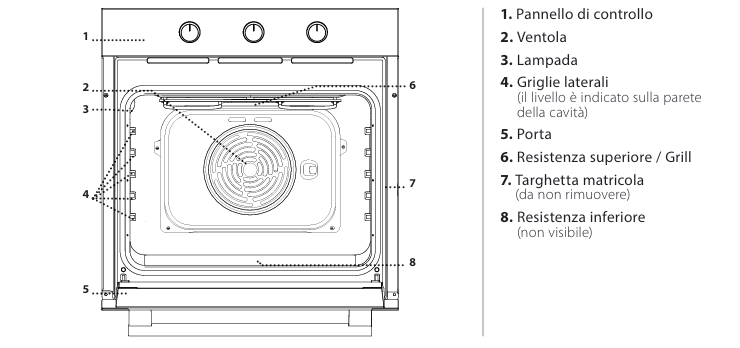 1
2
6
3
4
7
8
5
1. Pannello di controllo
2. Ventola
3. Lampada
4. Griglie laterali
(il livello è indicato sulla parete
della cavità)
5. Porta
6. Resistenza superiore / Grill
7. Targhetta matricola
(da non rimuovere)
8. Resistenza inferiore
(non visibile)